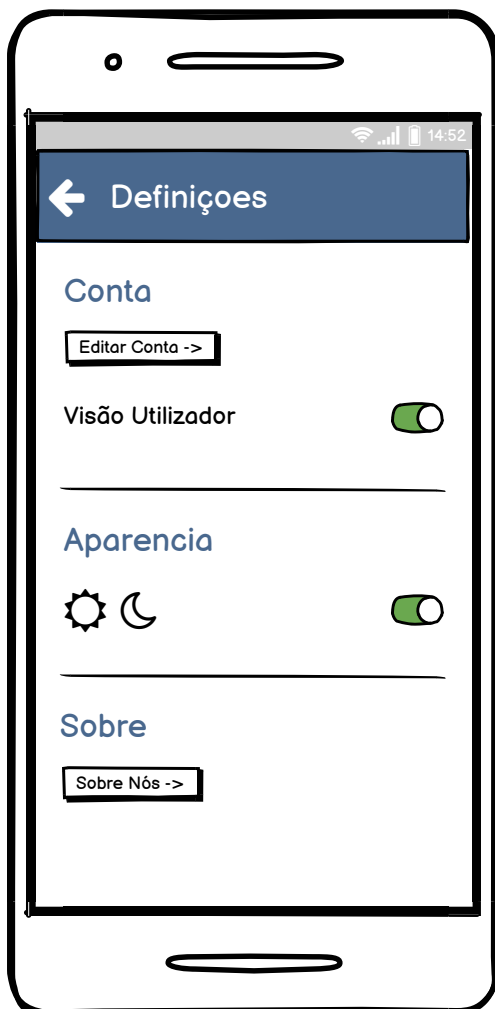 14:52
Definiçoes
Conta
Editar Conta ->
Visão Utilizador
Aparencia
Sobre
Sobre Nós ->